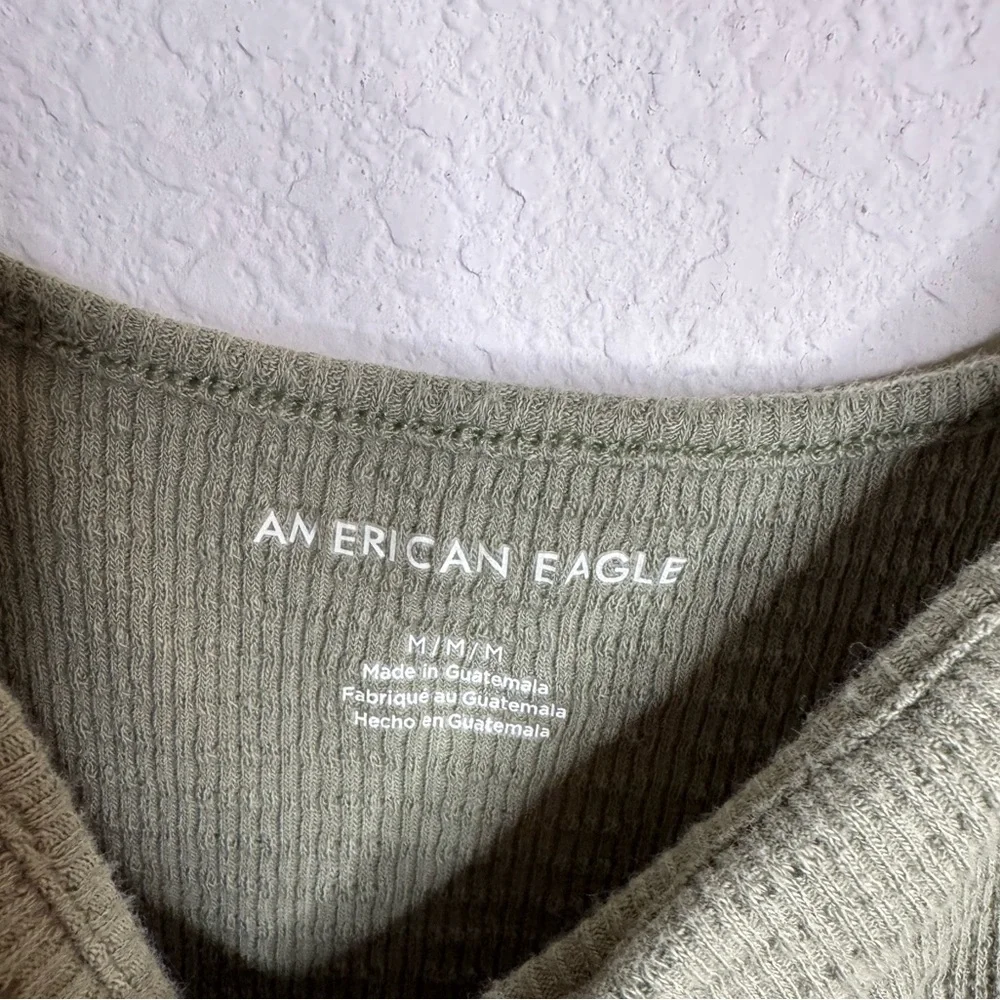 AMERICAN EAGLE
M/M/M
Made in Guatemala
Fabriqué au Guatemala
Hecho en Guatemala